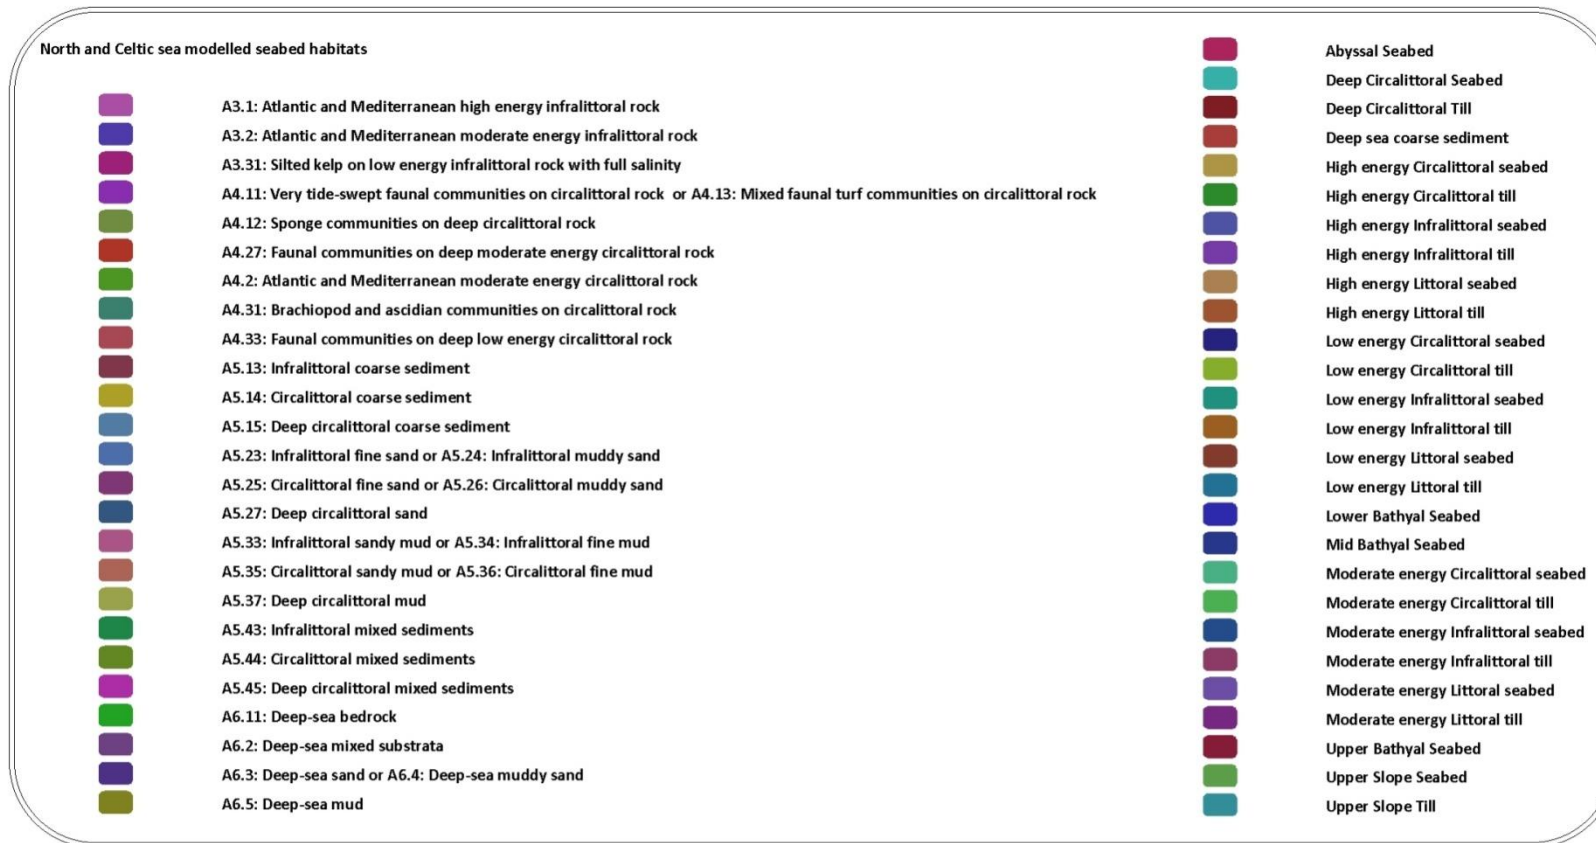 North and Celtic sea modelled seabed habitats
A3.1: Atlantic and Mediterranean high energy infralittoral rock
A3.2: Atlantic and Mediterranean moderate energy infralittoral rock
A3.31: Silted kelp on low energy infralittoral rock with full salinity
A4.11: Very tide-swept faunal communities on circalittoral rock or A4.13: Mixed faunal turf communities on circalittoral rock
A4.12: Sponge communities on deep circalittoral rock
A4.27: Faunal communities on deep moderate energy circalittoral rock
A4.2: Atlantic and Mediterranean moderate energy circalittoral rock
A4.31: Brachiopod and ascidian communities on circalittoral rock
A4.33: Faunal communities on deep low energy circalittoral rock
A5.13: Infralittoral coarse sediment
A5.14: Circalittoral coarse sediment
A5.15: Deep circalittoral coarse sediment
A5.23: Infralittoral fine sand or A5.24: Infralittoral muddy sand
A5.25: Circalittoral fine sand or A5.26: Circalittoral muddy sand
A5.27: Deep circalittoral sand
A5.33: Infralittoral sandy mud or A5.34: Infralittoral fine mud
A5.35: Circalittoral sandy mud or A5.36: Circalittoral fine mud
A5.37: Deep circalittoral mud
A5.43: Infralittoral mixed sediments
A5.44: Circalittoral mixed sediments
A5.45: Deep circalittoral mixed sediments
A6.11: Deep-sea bedrock
A6.2: Deep-sea mixed substrata
A6.3: Deep-sea sand or A6.4: Deep-sea muddy sand
A6.5: Deep-sea mud
Abyssal Seabed
Deep Circalittoral Seabed
Deep Circalittoral Till
Deep sea coarse sediment
High energy Circalittoral seabed
High energy Circalittoral till
High energy Infralittoral seabed
High energy Infralittoral till
High energy Littoral seabed
High energy Littoral till
Low energy Circalittoral seabed
Low energy Circalittoral till
Low energy Infralittoral seabed
Low energy Infralittoral till
Low energy Littoral seabed
Low energy Littoral till
Lower Bathyal Seabed
Mid Bathyal Seabed
Moderate energy Circalittoral seabed
Moderate energy Circalittoral till
Moderate energy Infralittoral seabed
Moderate energy Infralittoral till
Moderate energy Littoral seabed
Moderate energy Littoral till
Upper Bathyal Seabed
Upper Slope Seabed
Upper Slope Till